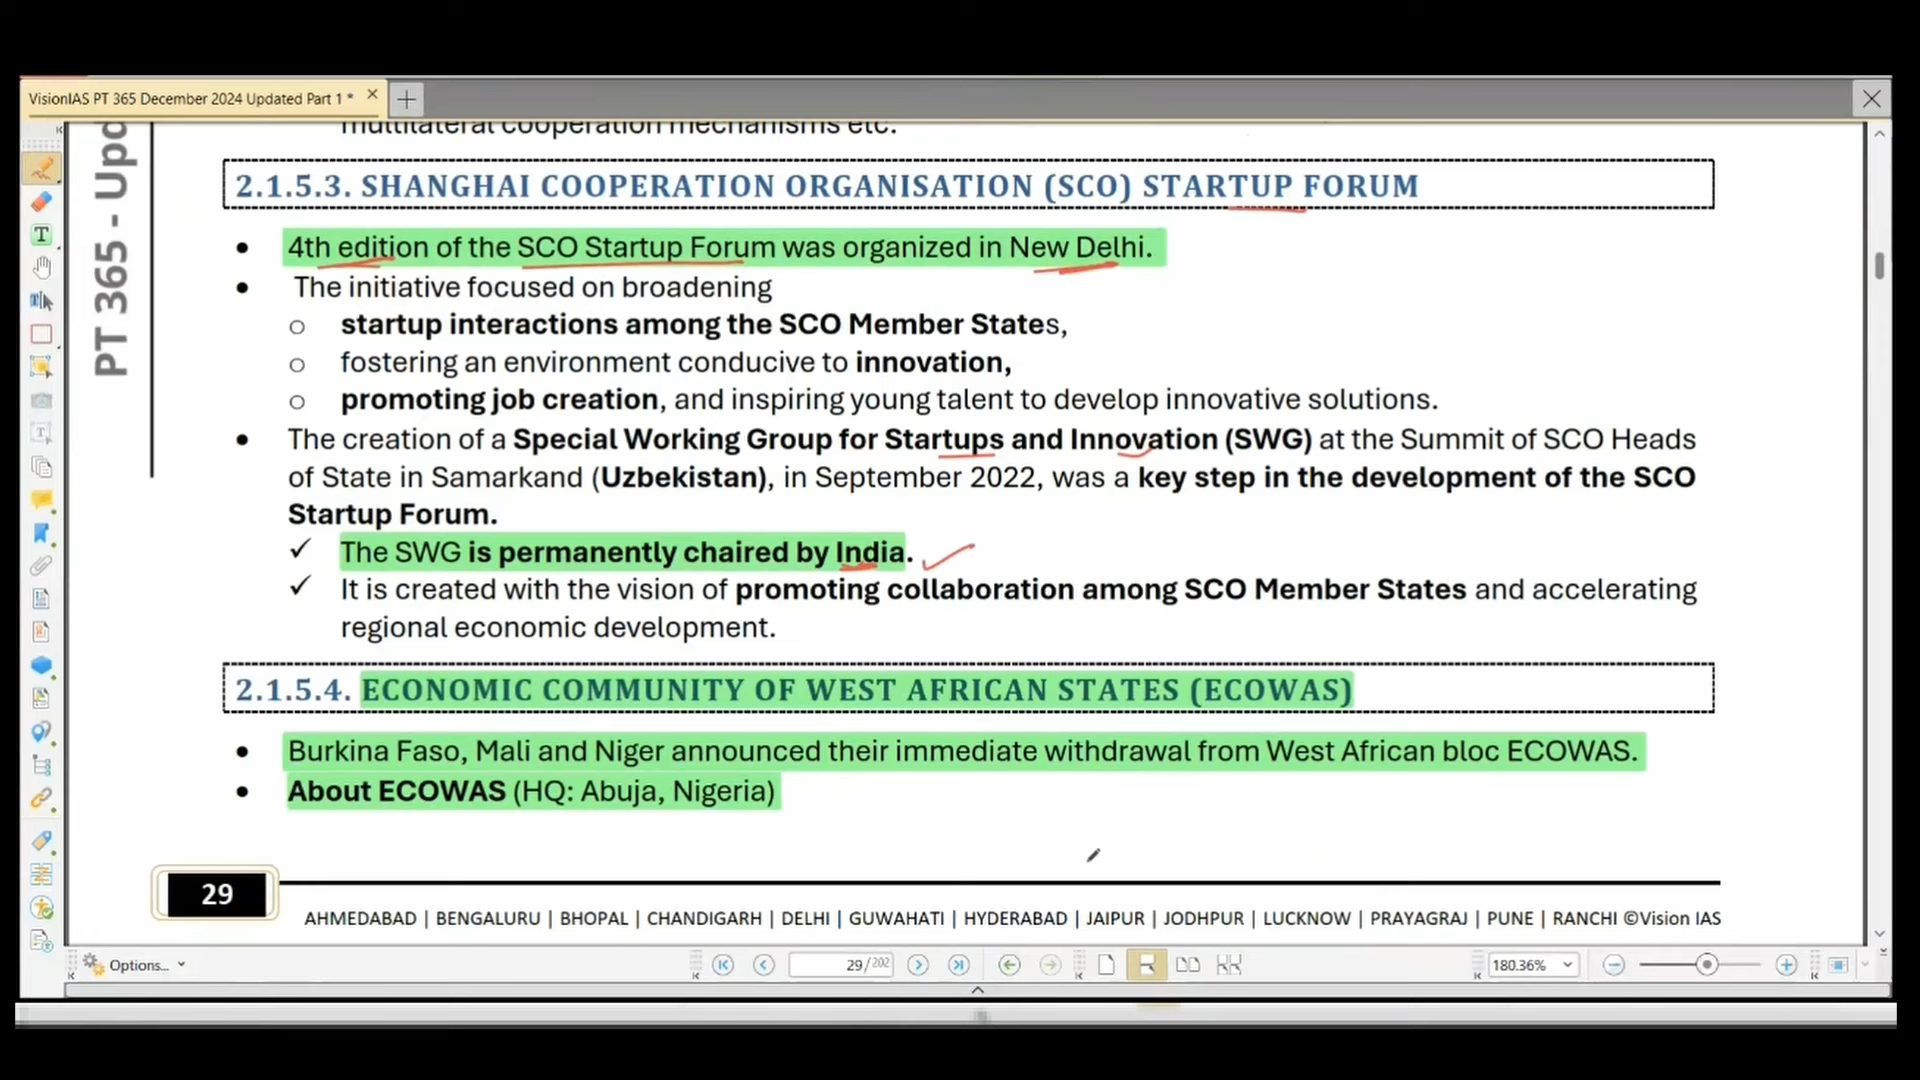 VisionIAS PT 365 December 2024 Updated Part 1 *
multilateral cooperation mechanisms etc.
PT 365 - Upd
2.1.5.3. SHANGHAI COOPERATION ORGANISATION (SCO) STARTUP FORUM
• 4th edition of the SCO Startup Forum was organized in New Delhi.
• The initiative focused on broadening
o startup interactions among the SCO Member States,
o fostering an environment conducive to innovation,
o promoting job creation, and inspiring young talent to develop innovative solutions.
• The creation of a Special Working Group for Startups and Innovation (SWG) at the Summit of SCO Heads
of State in Samarkand (Uzbekistan), in September 2022, was a key step in the development of the SCO
Startup Forum.
✓ The SWG is permanently chaired by India.
✓ It is created with the vision of promoting collaboration among SCO Member States and accelerating
regional economic development.
2.1.5.4. ECONOMIC COMMUNITY OF WEST AFRICAN STATES (ECOWAS)
• Burkina Faso, Mali and Niger announced their immediate withdrawal from West African bloc ECOWAS.
• About ECOWAS (HQ: Abuja, Nigeria)
29
AHMEDABAD | BENGALURU | BHOPAL | CHANDIGARH | DELHI | GUWAHATI | HYDERABAD | JAIPUR | JODHPUR | LUCKNOW | PRAYAGRAJ | PUNE | RANCHI ©Vision IAS
Options...
29 / 202
180.36%